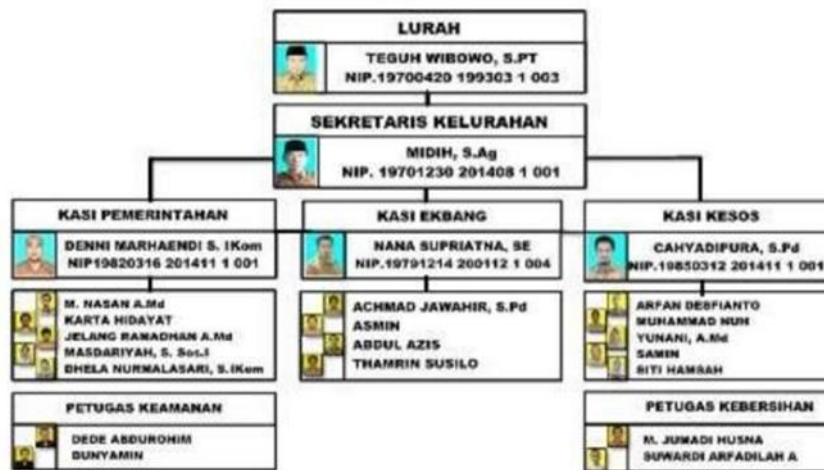 LURAH
TEGUH WIBOWO, S.PT
NIP.19700420 199303 1 003
SEKRETARIS KELURAHAN
MIDIH, S.Ag
NIP. 19701230 201408 1 001
KASI PEMERINTAHAN
DENNI MARHAENDI S. IKom
NIP19820316 201411 1 001
M. NASAN A.Md
KARTA HIDAYAT
JELANG RAMADHAN A.Md
MASDARIYAH, S. Sos.I
DHELA NURMALASARI, S.IKom
PETUGAS KEAMANAN
DEDE ABDUROHIM
BUNYAMIN
KASI EKBANG
NANA SUPRIATNA, SE
NIP.19791214 200112 1 004
ACHMAD JAWAHIR, S.Pd
ASMIN
ABDUL AZIS
THAMRIN SUSILO
KASI KESOS
CAHYADIPURA, S.Pd
NIP.19850312 201411 1 001
ARFAN DESFIANTO
MUHAMMAD NUH
YUNANI, A.Md
SAMIN
SITI HAMSAH
PETUGAS KEBERSIHAN
M. JUMADI HUSNA
SUWARDI ARFADILAH A